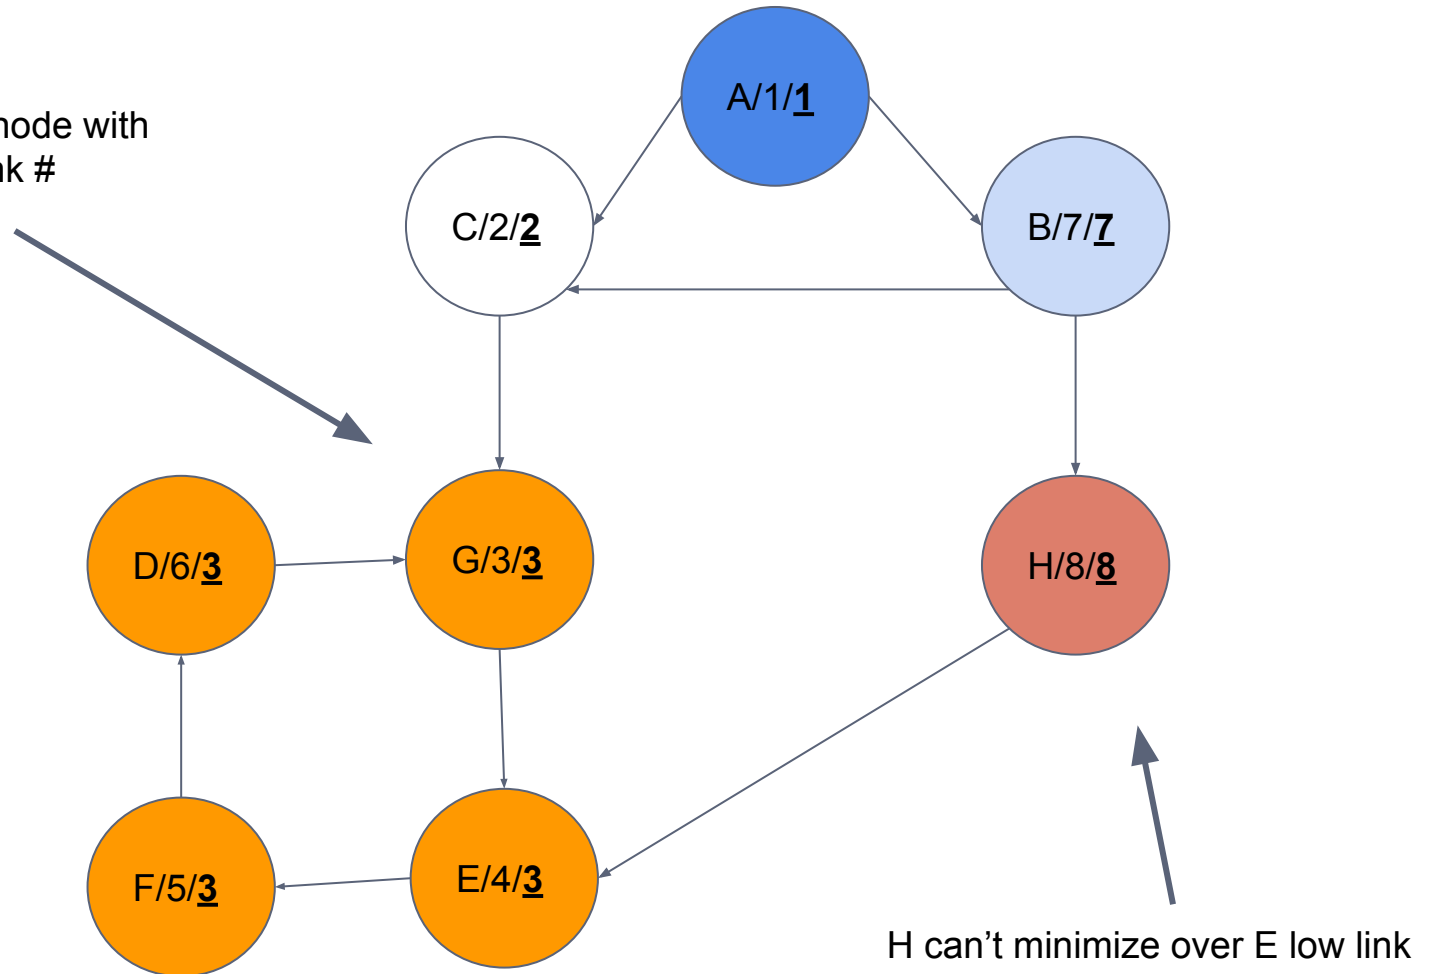 A/1/1
node with
nk #
C/2/2
B/7/7
D/6/3
G/3/3
H/8/8
F/5/3
E/4/3
H can’t minimize over E low link